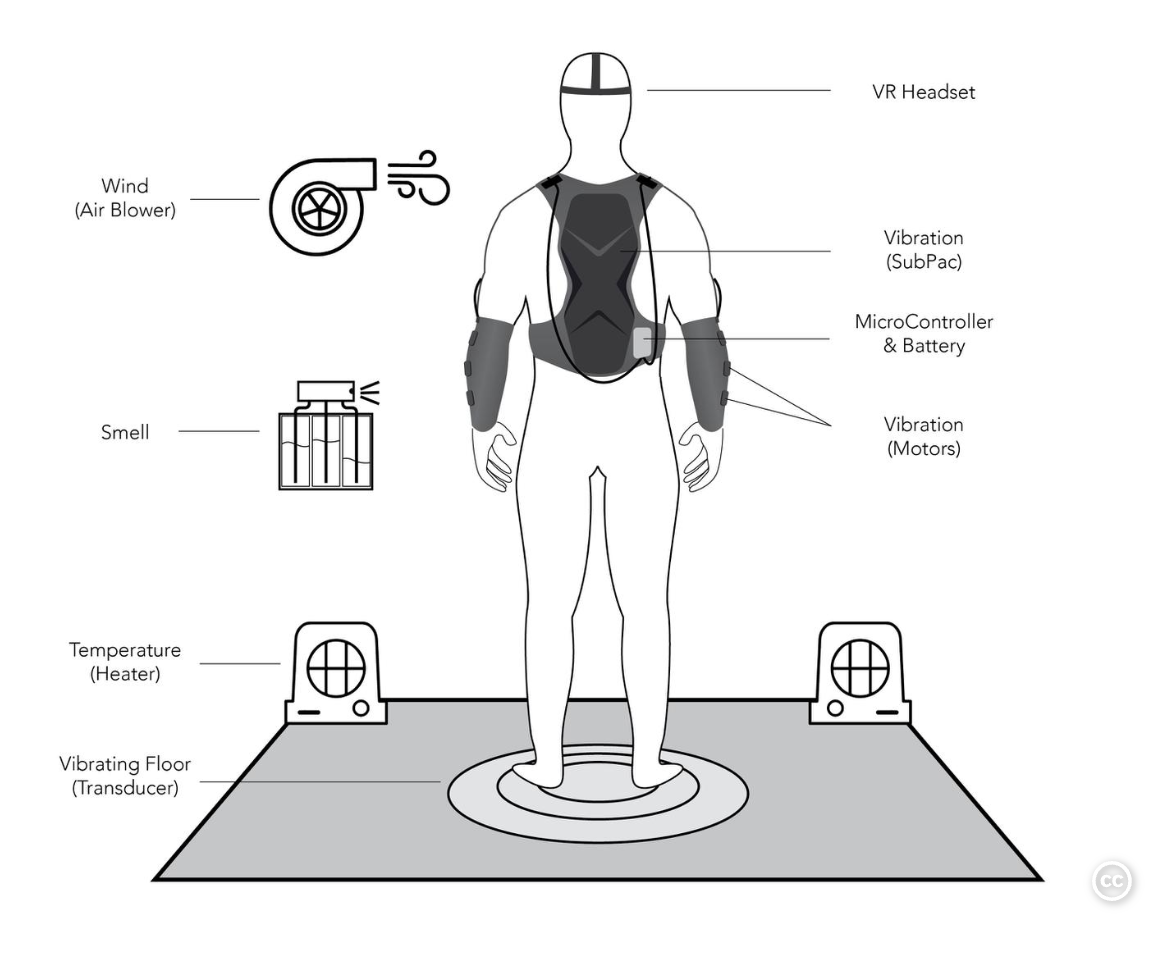 VR Headset
Wind
(Air Blower)
Vibration
(SubPac)
MicroController
& Battery
Smell
Vibration
(Motors)
Temperature
(Heater)
Vibrating Floor
(Transducer)
cc